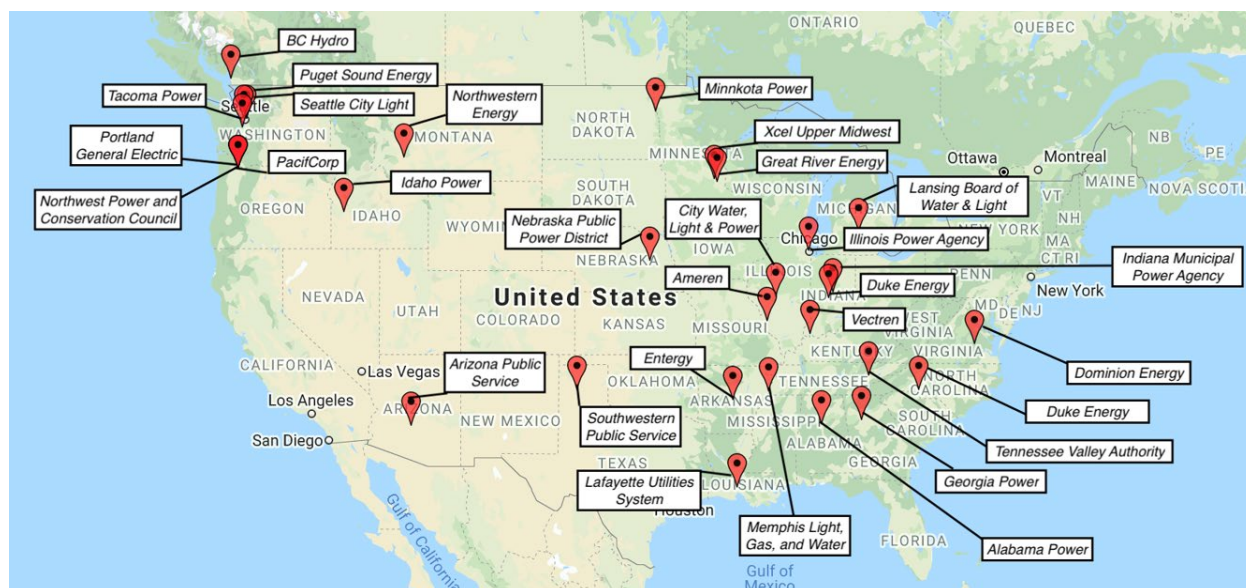 ONTARIO
QUEBEC
BC Hydro
Puget Sound Energy
Tacoma Power
Seattle
Seattle City Light
WASHINGTON
Northwestern
Energy
MONTANA
NORTH
DAKOTA
Minnkota Power
Xcel Upper Midwest
MINNESOTA
Great River Energy
Portland
General Electric
PacifCorp
Northwest Power and
Conservation Council
OREGON
Idaho Power
IDAHO
SOUTH
DAKOTA
WISCONSIN
Ottawa
Montreal
NB
PE
MAINE
NOVA SCOTI
VT
NH
MICHIGAN
Lansing Board of
Water & Light
NEW YORK
MA
CT RI
WYOM
Nebraska Public
Power District
NEBRASKA
City Water,
Light & Power
IOWA
Chicago
Illinois Power Agency
ILLINOIS
INDIANA
Indiana Municipal
Power Agency
PENN
New York
Ameren
Duke Energy
MD
DE
NJ
NEVADA
UTAH
COLORADO
United States
KANSAS
MISSOURI
Vectren
WEST
VIRGINIA
KENTUCKY
VIRGINIA
Dominion Energy
CALIFORNIA
Las Vegas
Arizona Public
Service
ARIZONA
NEW MEXICO
Los Angeles
San Diego
OKLAHOMA
Entergy
ARKANSAS
TENNESSEE
NORTH
CAROLINA
Duke Energy
Southwestern
Public Service
MISSISSIPPI
ALABAMA
SOUTH
CAROLINA
GEORGIA
Tennessee Valley Authority
Georgia Power
TEXAS
Lafayette Utilities
System
LOUISIANA
Houston
Memphis Light,
Gas, and Water
Alabama Power
FLORIDA
Gulf of California
Gulf of
Mexico